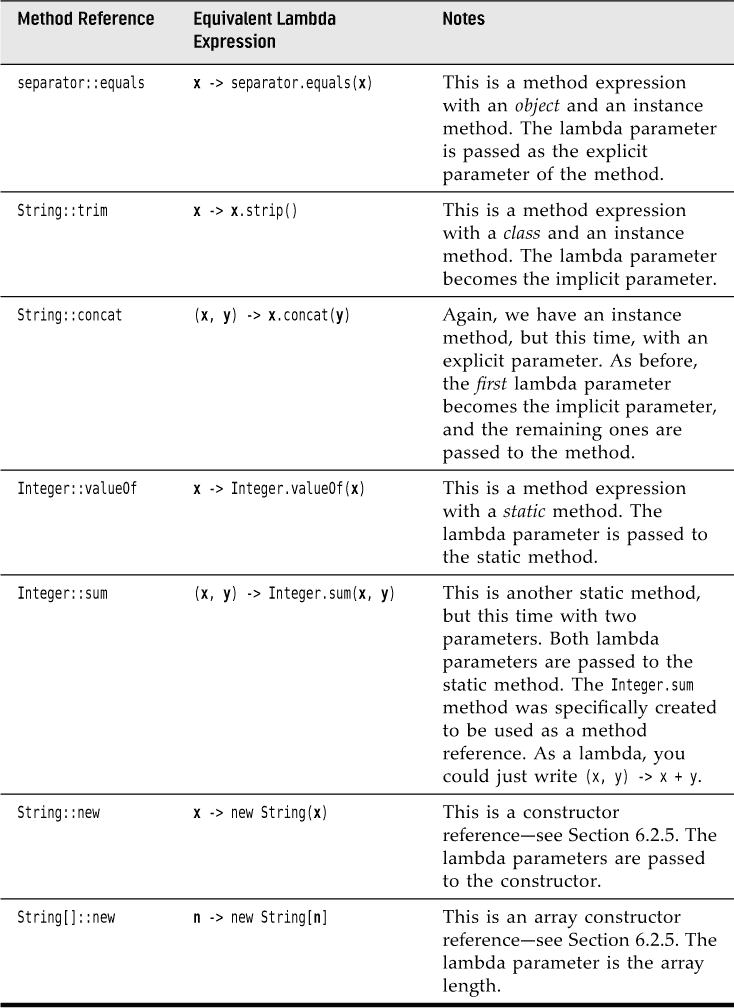 Method Reference Equivalent Lambda Notes
Expression
separator::equals x -> separator.equals(x) This is a method expression
with an object and an instance
method. The lambda parameter
is passed as the explicit
parameter of the method.
String::trim x -> x.strip() This is a method expression
with a class and an instance
method. The lambda parameter
becomes the implicit parameter.
String::concat (x, y) -> x.concat(y) Again, we have an instance
method, but this time, with an
explicit parameter. As before,
the first lambda parameter
becomes the implicit parameter,
and the remaining ones are
passed to the method.
Integer::valueOf x -> Integer.valueOf(x) This is a method expression
with a static method. The
lambda parameter is passed to
the static method.
Integer::sum (x, y) -> Integer.sum(x, y) This is another static method,
but this time with two
parameters. Both lambda
parameters are passed to the
static method. The Integer.sum
method was specifically created
to be used as a method
reference. As a lambda, you
could just write (x, y) -> x + y.
String::new x -> new String(x) This is a constructor
reference—see Section 6.2.5. The
lambda parameters are passed
to the constructor.
String[]::new n -> new String[n] This is an array constructor
reference—see Section 6.2.5. The
lambda parameter is the array
length.